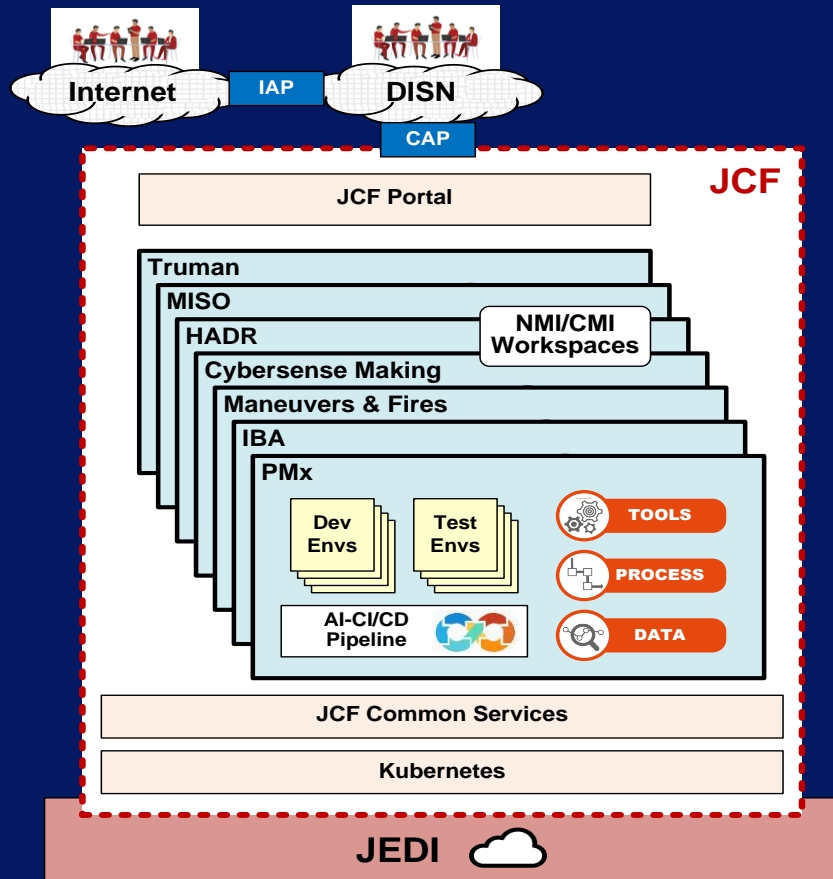 Internet
IAP
DISN
CAP
JCF
JCF Portal
Truman
MISO
HADR
NMI/CMI
Workspaces
Cybersense Making
Maneuvers & Fires
IBA
PMx
Dev
Envs
Test
Envs
TOOLS
PROCESS
AI-CI/CD
Pipeline
DATA
JCF Common Services
Kubernetes
JEDI